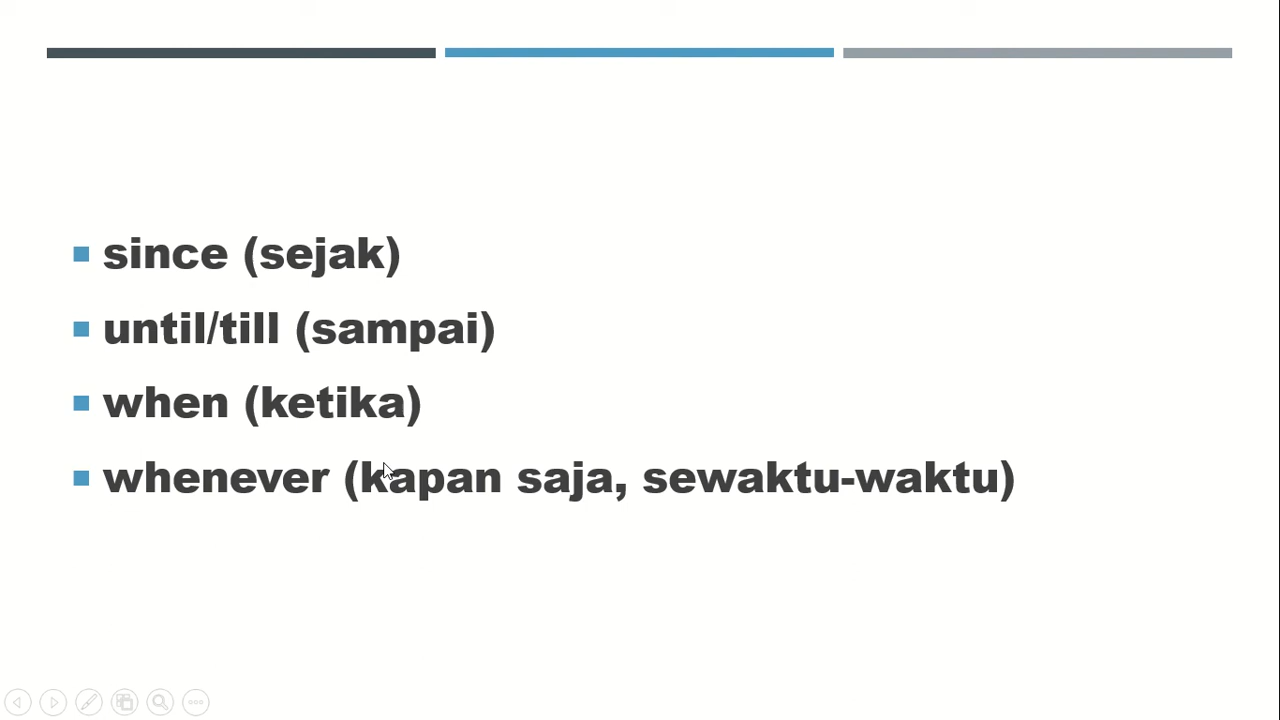 since (sejak)
until/till (sampai)
when (ketika)
whenever (kapan saja, sewaktu-waktu)